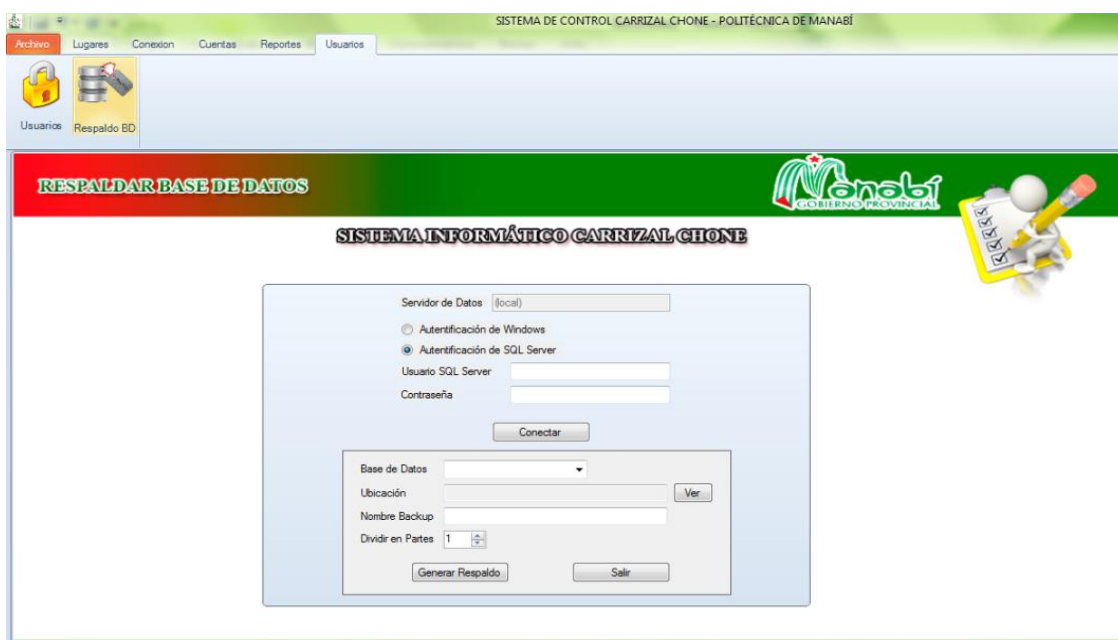 SISTEMA DE CONTROL CARRIZAL CHONE - POLITÉCNICA DE MANABÍ
Archivo Lugares Conexion Cuentas Reportes Usuarios
Usuarios Respaldo BD
RESPALDAR BASE DE DATOS
Manabí
GOBIERNO PROVINCIAL
SISTEMA INFORMÁTICO CARRIZAL CHONE
Servidor de Datos (local)
Autentificación de Windows
Autentificación de SQL Server
Usuario SQL Server
Contraseña
Conectar
Base de Datos
Ubicación Ver
Nombre Backup
Dividir en Partes 1
Generar Respaldo Salir